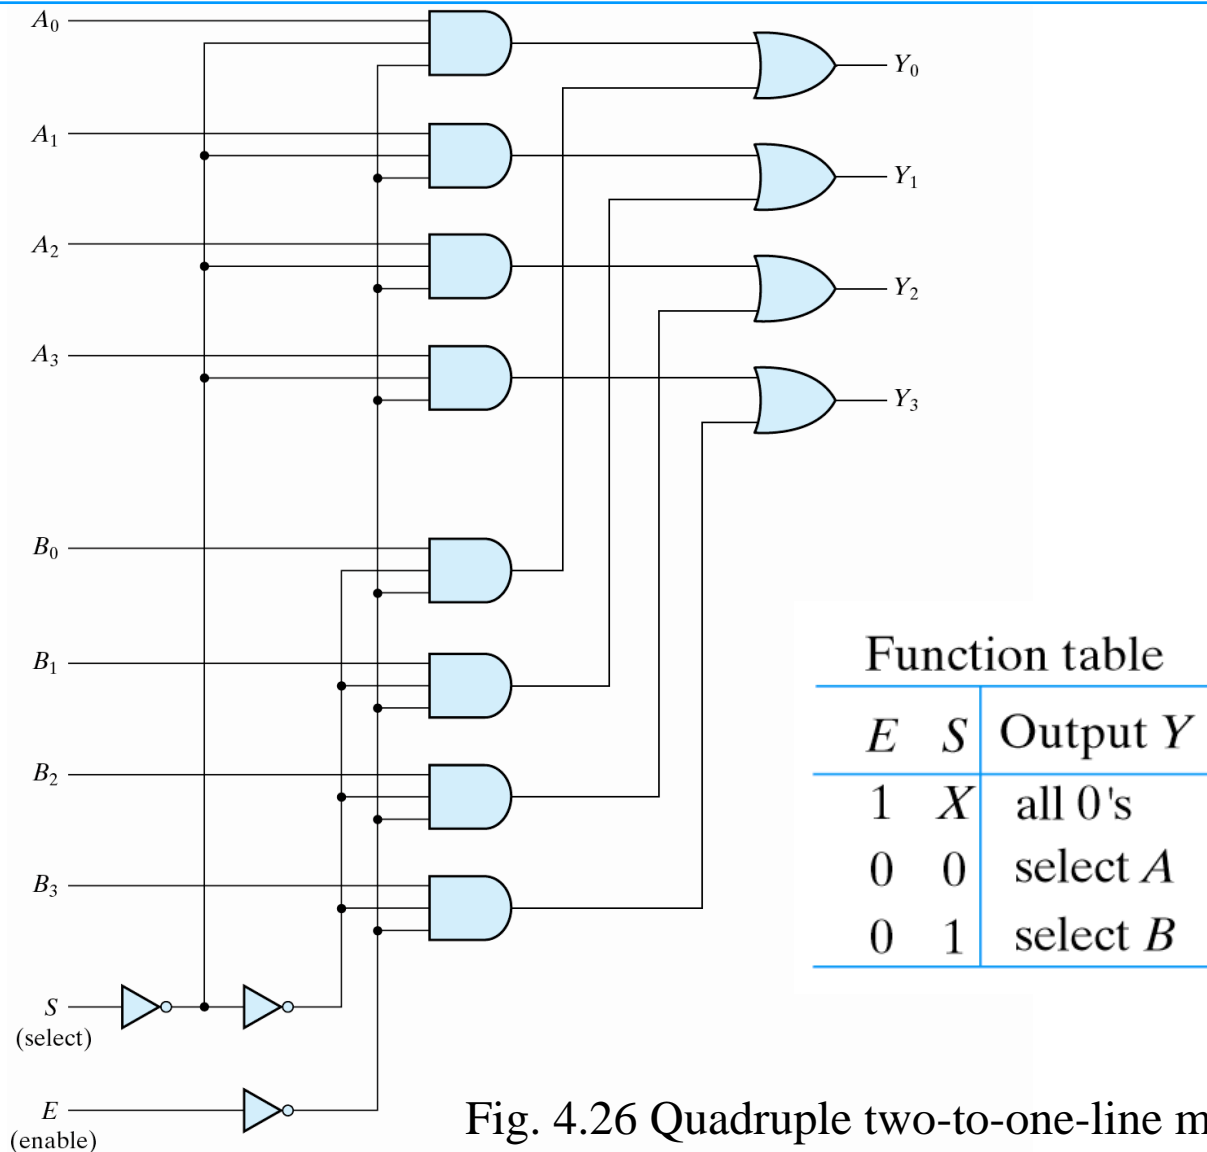 A₀
Y₀
A₁
Y₁
A₂
Y₂
A₃
Y₃
B₀
B₁
B₂
B₃
S
(select)
E
(enable)
Function table
E S Output Y
1 X all 0's
0 0 select A
0 1 select B
Fig. 4.26 Quadruple two-to-one-line